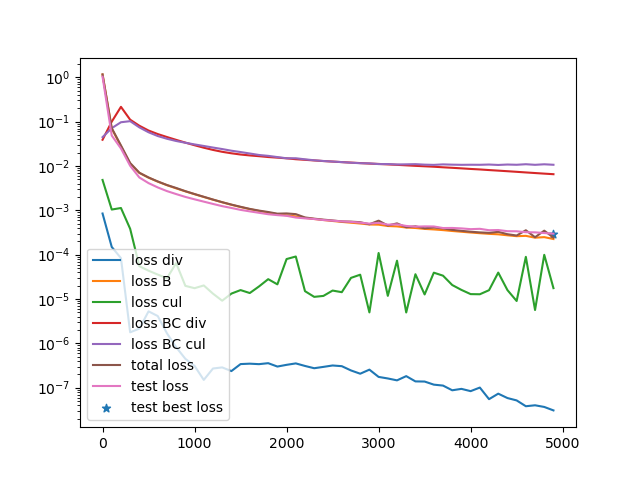 10⁰
10⁻¹
10⁻²
10⁻³
10⁻⁴
10⁻⁵
10⁻⁶
10⁻⁷
loss div
loss B
loss cul
loss BC div
loss BC cul
total loss
test loss
test best loss
0 1000 2000 3000 4000 5000